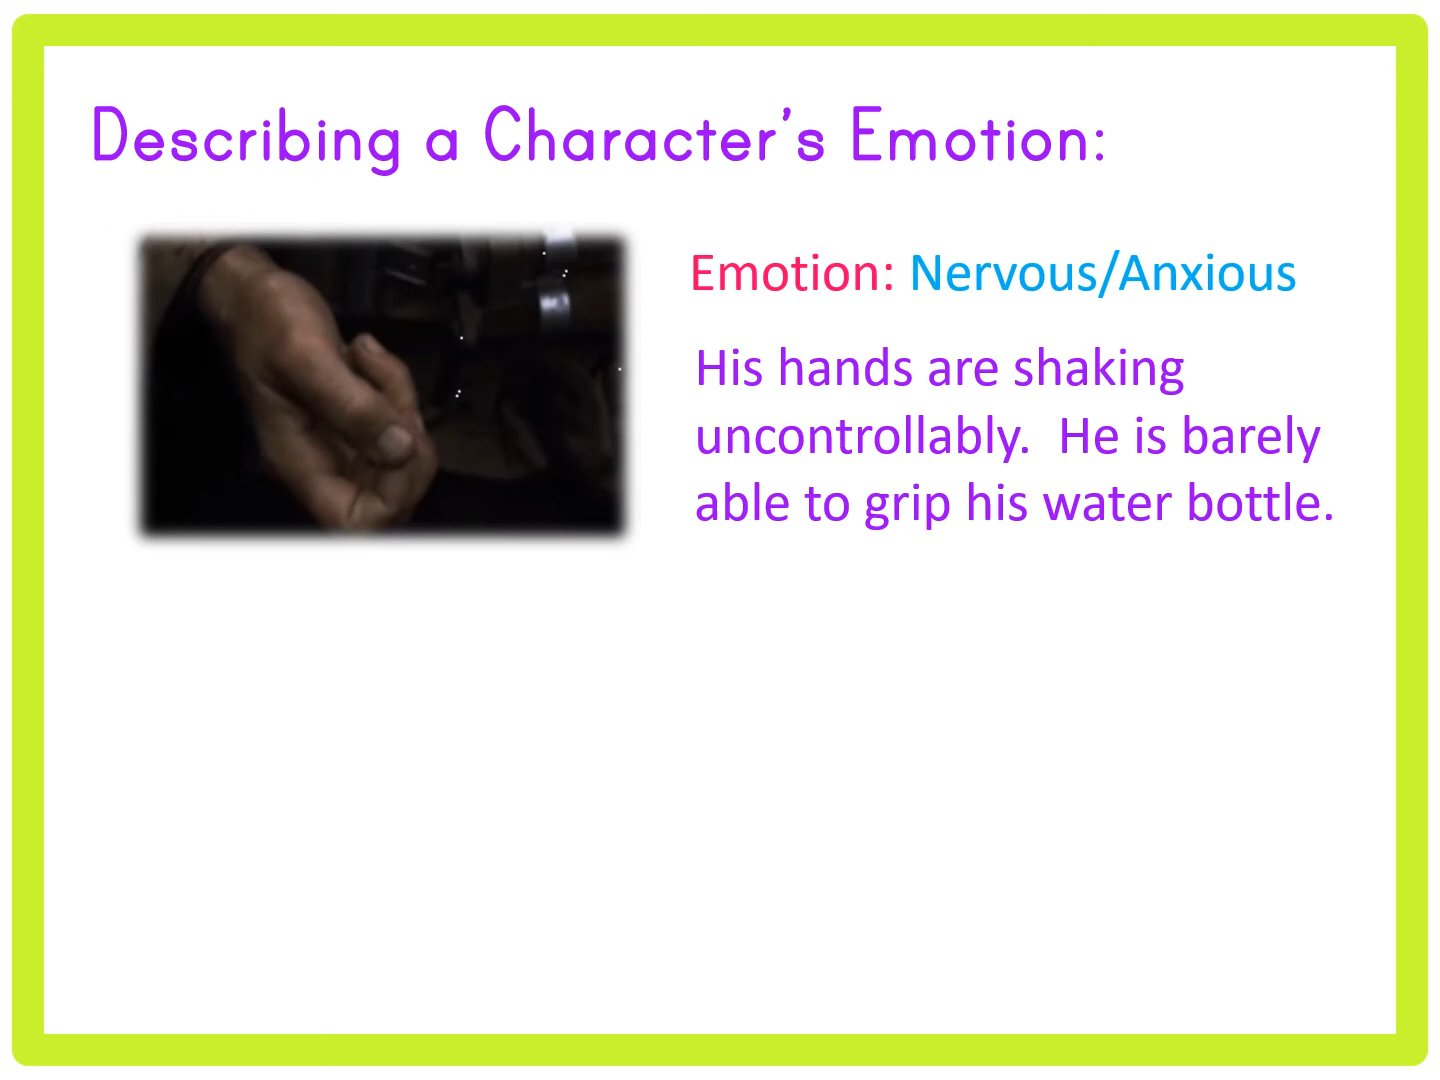 Describing a Character’s Emotion:
Emotion: Nervous/Anxious
His hands are shaking
uncontrollably.  He is barely
able to grip his water bottle.